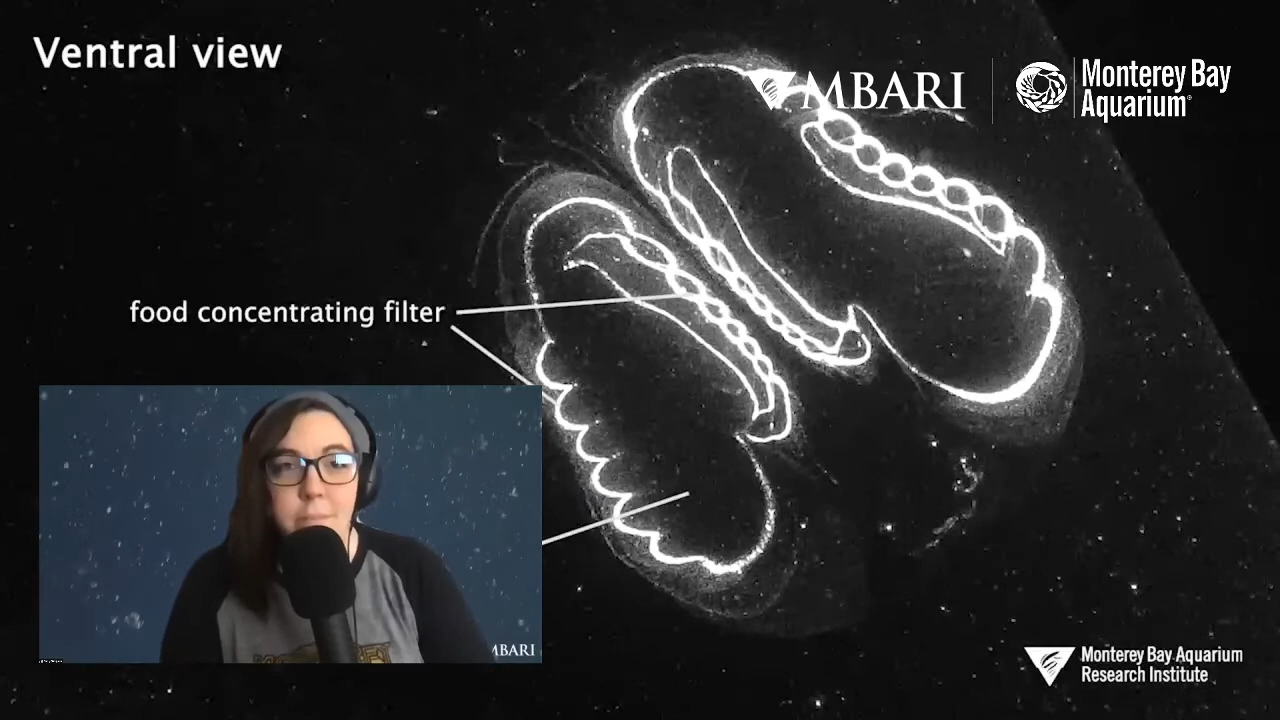 Ventral view
MBARI
Monterey Bay
Aquarium®
food concentrating filter
MBARI
Monterey Bay Aquarium
Research Institute